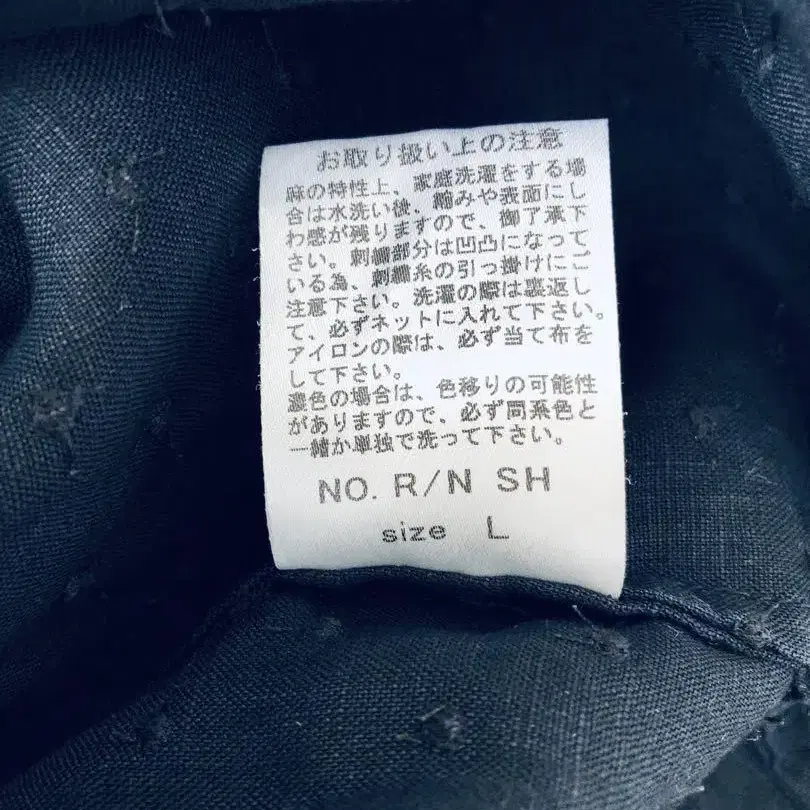 お取り扱い上の注意
麻の特性上、家庭洗濯をする場
合は水洗い後、縮みや表面にし
わ感が残りますので、御了承下
さい。刺繍部分は凹凸になって
いる為、刺繍糸の引っ掛けにご
注意下さい。洗濯の際は裏返し
て、必ずネットに入れて下さい。
アイロンの際は、必ず当て布を
して下さい。
濃色の場合は、色移りの可能性
がありますので、必ず同系色と
一緒か単独で洗って下さい。
NO. R/N SH
size L